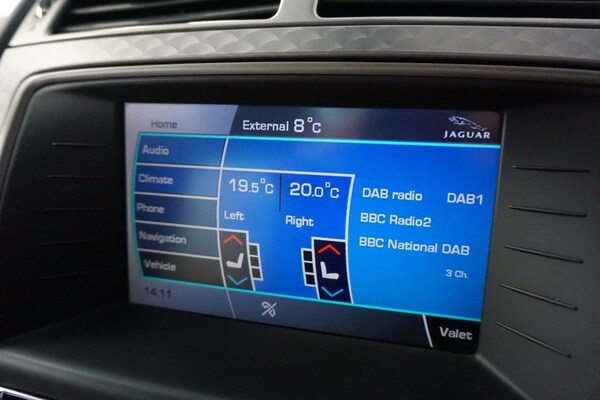 Home
External 8°C
JAGUAR
Audio
Climate
Phone
Navigation
Vehicle
14:11
19.5°C
20.0°C
Left
Right
DAB radio DAB1
BBC Radio2
BBC National DAB
3 Ch.
Valet